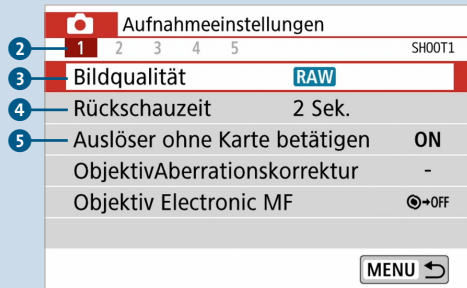 Aufnahmeeinstellungen
2 1 2 3 4 5 SHOOT1
3 Bildqualität RAW
4 Rückschauzeit 2 Sek.
5 Auslöser ohne Karte betätigen ON
ObjektivAberrationskorrektur -
Objektiv Electronic MF →OFF
MENU